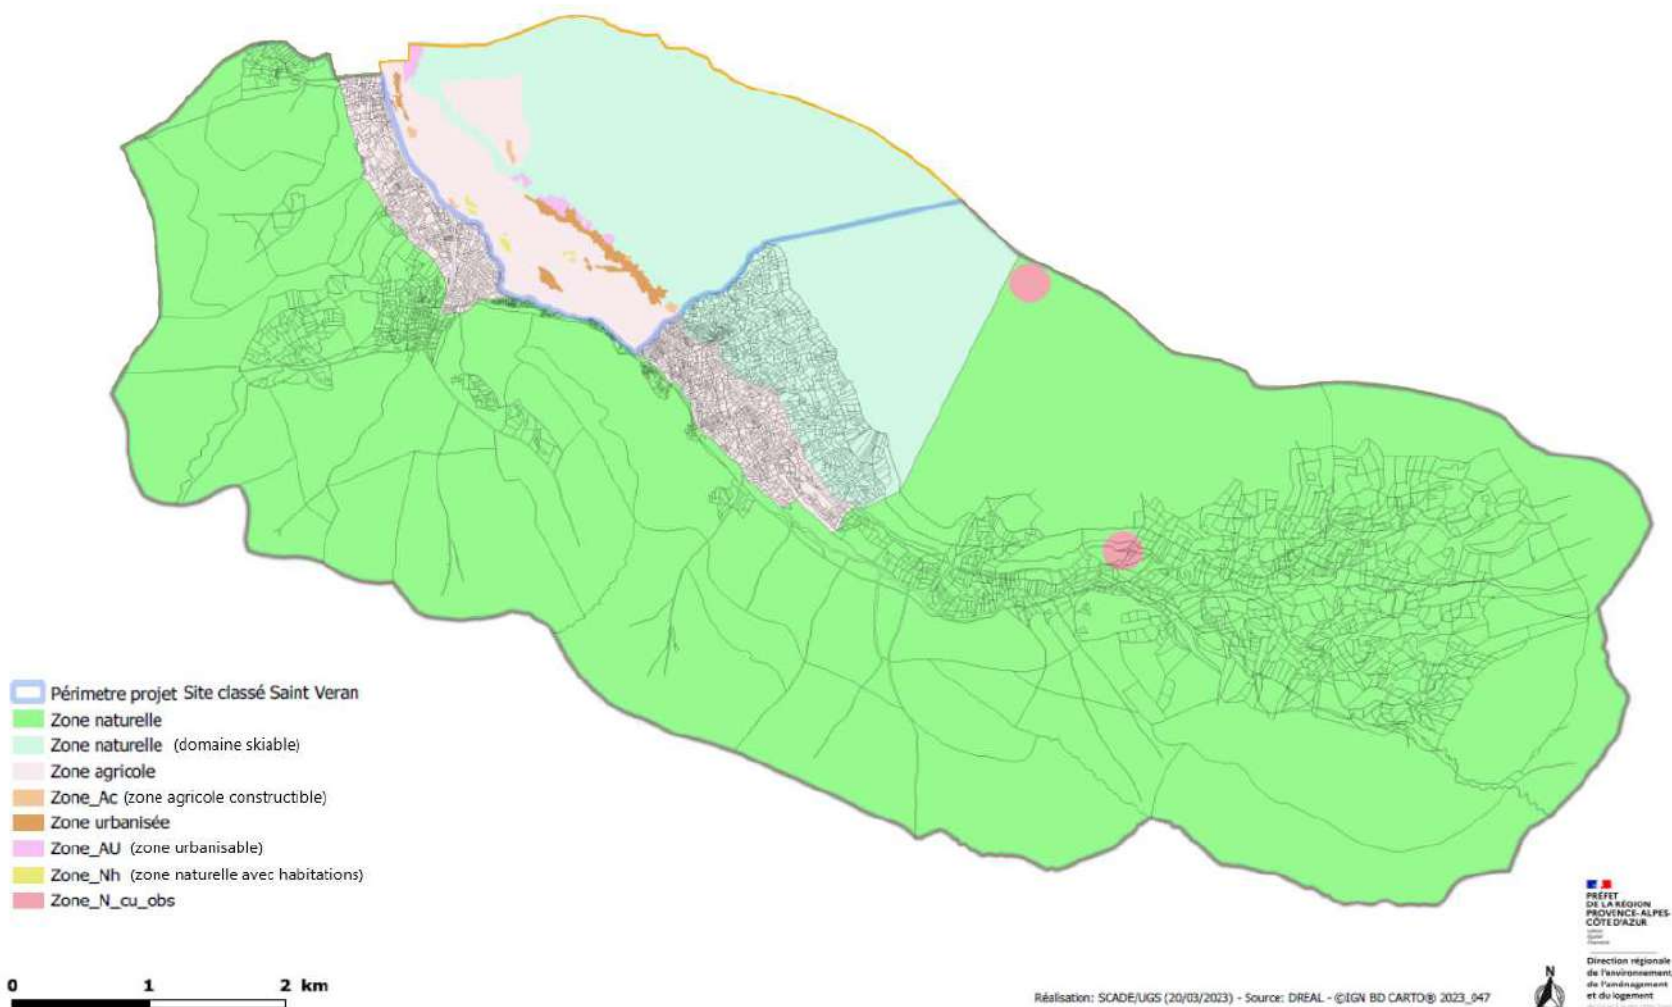 Périmetre projet Site classé Saint Veran
Zone naturelle
Zone naturelle (domaine skiable)
Zone agricole
Zone_Ac (zone agricole constructible)
Zone urbanisée
Zone_AU (zone urbanisable)
Zone_Nh (zone naturelle avec habitations)
Zone_N_cu_obs
0 1 2 km
Réalisation: SCADE/UGS (20/03/2023) - Source: DREAL - ©IGN BD CARTO® 2023_047
N
PRÉFET
DE LA RÉGION
PROVENCE-ALPES-
CÔTE D'AZUR
Direction régionale
de l'environnement
de l'aménagement
et du logement